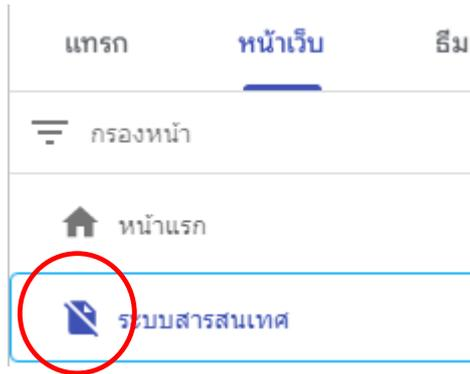 แทรก หน้าเว็บ ธีม
กรองหน้า
หน้าแรก
ระบบสารสนเทศ